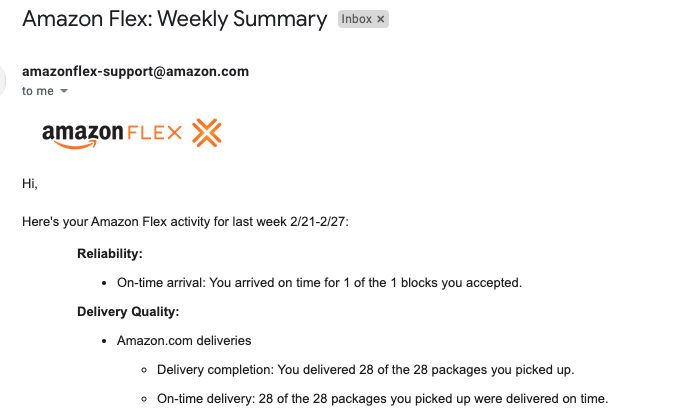 Amazon Flex: Weekly Summary Inbox ×
amazonflex-support@amazon.com
to me
amazon FLEX
Hi,
Here's your Amazon Flex activity for last week 2/21-2/27:
Reliability:
• On-time arrival: You arrived on time for 1 of the 1 blocks you accepted.
Delivery Quality:
• Amazon.com deliveries
○ Delivery completion: You delivered 28 of the 28 packages you picked up.
○ On-time delivery: 28 of the 28 packages you picked up were delivered on time.